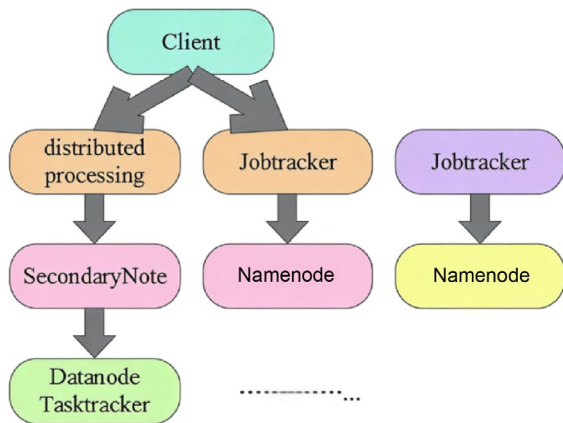 Client
distributed
processing
Jobtracker
Jobtracker
SecondaryNote
Namenode
Namenode
Datanode
Tasktracker